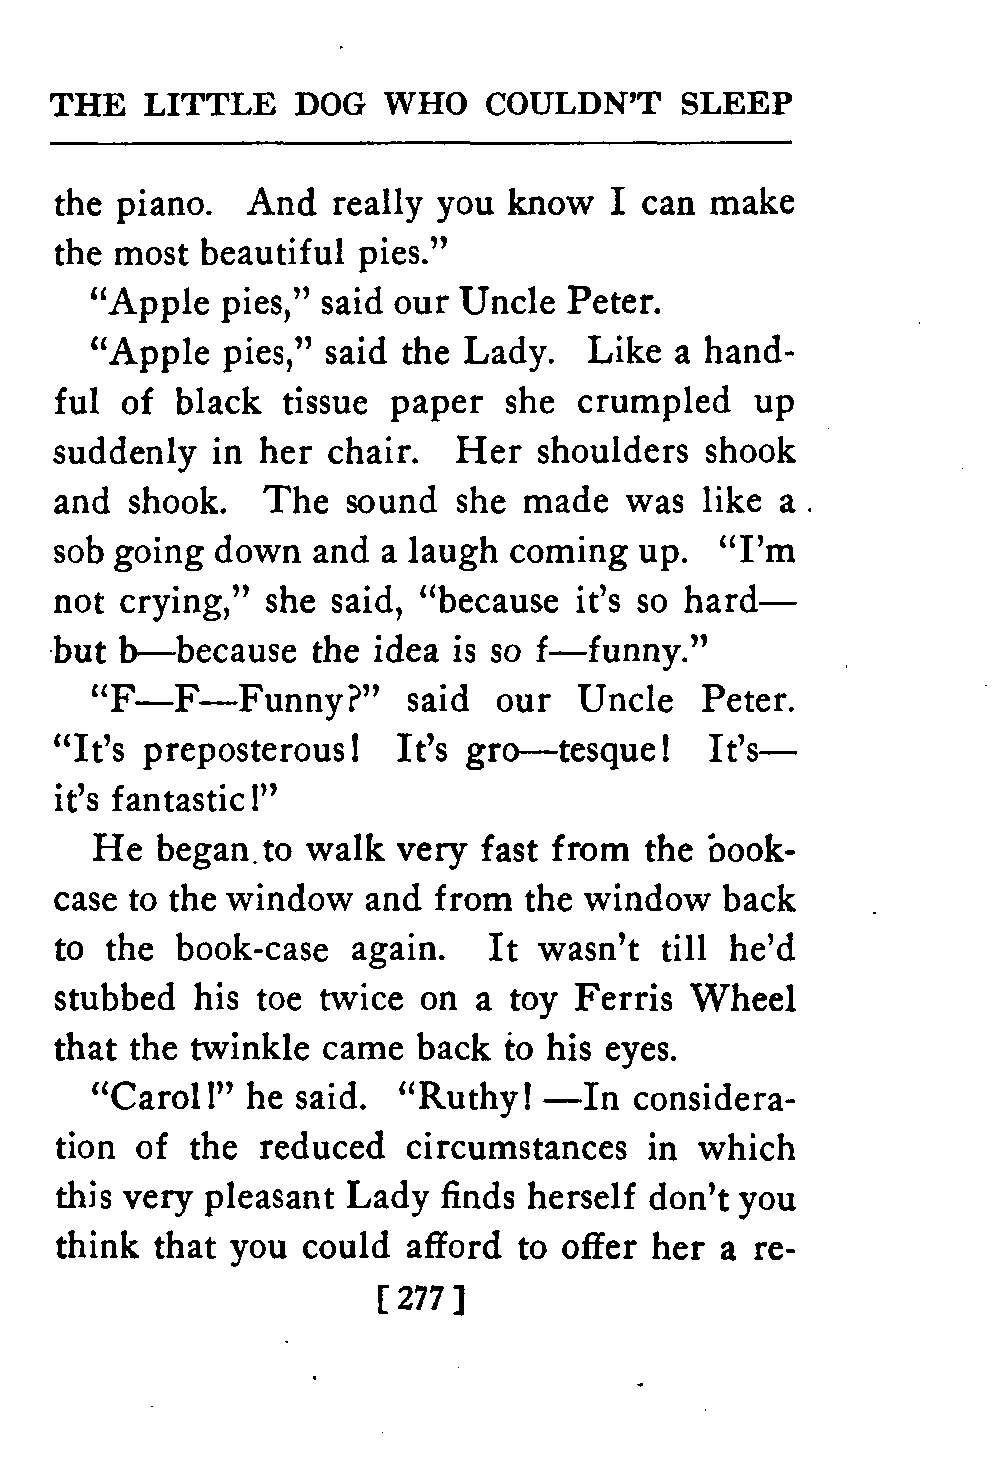 THE LITTLE DOG WHO COULDN'T SLEEP
the piano. And really you know I can make
the most beautiful pies."
"Apple pies," said our Uncle Peter.
"Apple pies," said the Lady. Like a hand-
ful of black tissue paper she crumpled up
suddenly in her chair. Her shoulders shook
and shook. The sound she made was like a
sob going down and a laugh coming up. "I'm
not crying," she said, "because it's so hard—
but b—because the idea is so f—funny."
"F—F—Funny?" said our Uncle Peter.
"It's preposterous! It's gro—tesque! It's—
it's fantastic!"
He began to walk very fast from the book-
case to the window and from the window back
to the book-case again. It wasn't till he'd
stubbed his toe twice on a toy Ferris Wheel
that the twinkle came back to his eyes.
"Carol!" he said. "Ruthy! —In considera-
tion of the reduced circumstances in which
this very pleasant Lady finds herself don't you
think that you could afford to offer her a re-
[277]